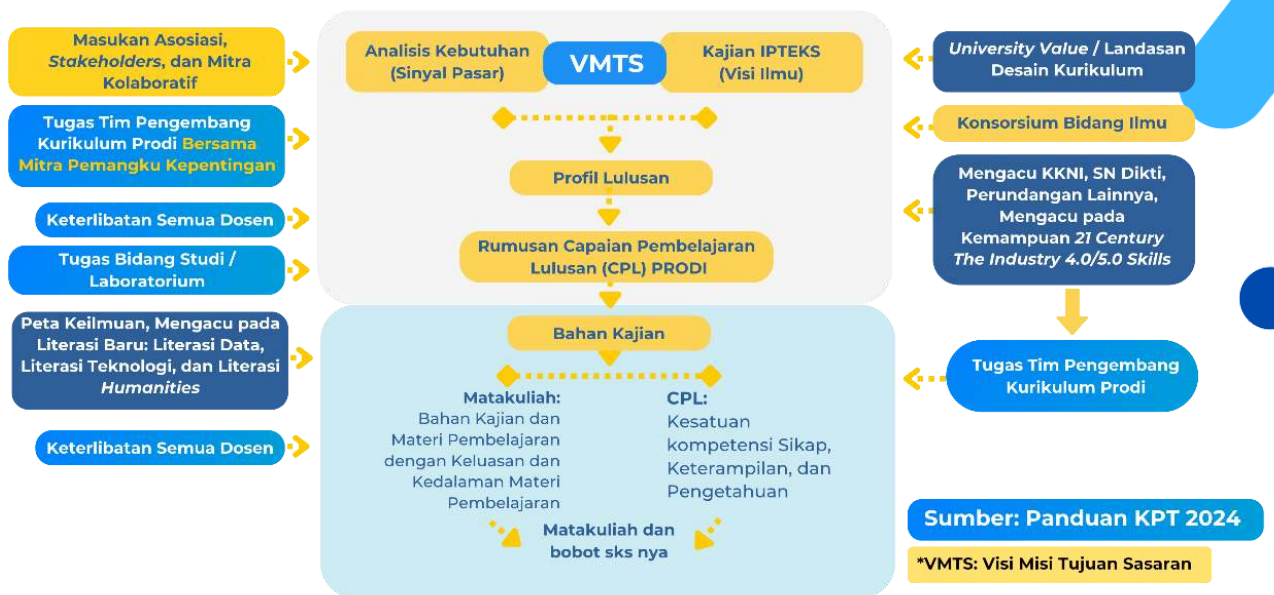 Masukan Asosiasi,
Stakeholders, dan Mitra
Kolaboratif
Tugas Tim Pengembang
Kurikulum Prodi Bersama
Mitra Pemangku Kepentingan
Keterlibatan Semua Dosen
Tugas Bidang Studi /
Laboratorium
Peta Keilmuan, Mengacu pada
Literasi Baru: Literasi Data,
Literasi Teknologi, dan Literasi
Humanities
Keterlibatan Semua Dosen
Analisis Kebutuhan
(Sinyal Pasar)
VMTS
Kajian IPTEKS
(Visi Ilmu)
Profil Lulusan
Rumusan Capaian Pembelajaran
Lulusan (CPL) PRODI
Bahan Kajian
Matakuliah:
Bahan Kajian dan
Materi Pembelajaran
dengan Keluasan dan
Kedalaman Materi
Pembelajaran
CPL:
Kesatuan
kompetensi Sikap,
Keterampilan, dan
Pengetahuan
Matakuliah dan
bobot sks nya
University Value / Landasan
Desain Kurikulum
Konsorsium Bidang Ilmu
Mengacu KKNI, SN Dikti,
Perundangan Lainnya,
Mengacu pada
Kemampuan 21 Century
The Industry 4.0/5.0 Skills
Tugas Tim Pengembang
Kurikulum Prodi
Sumber: Panduan KPT 2024
*VMTS: Visi Misi Tujuan Sasaran